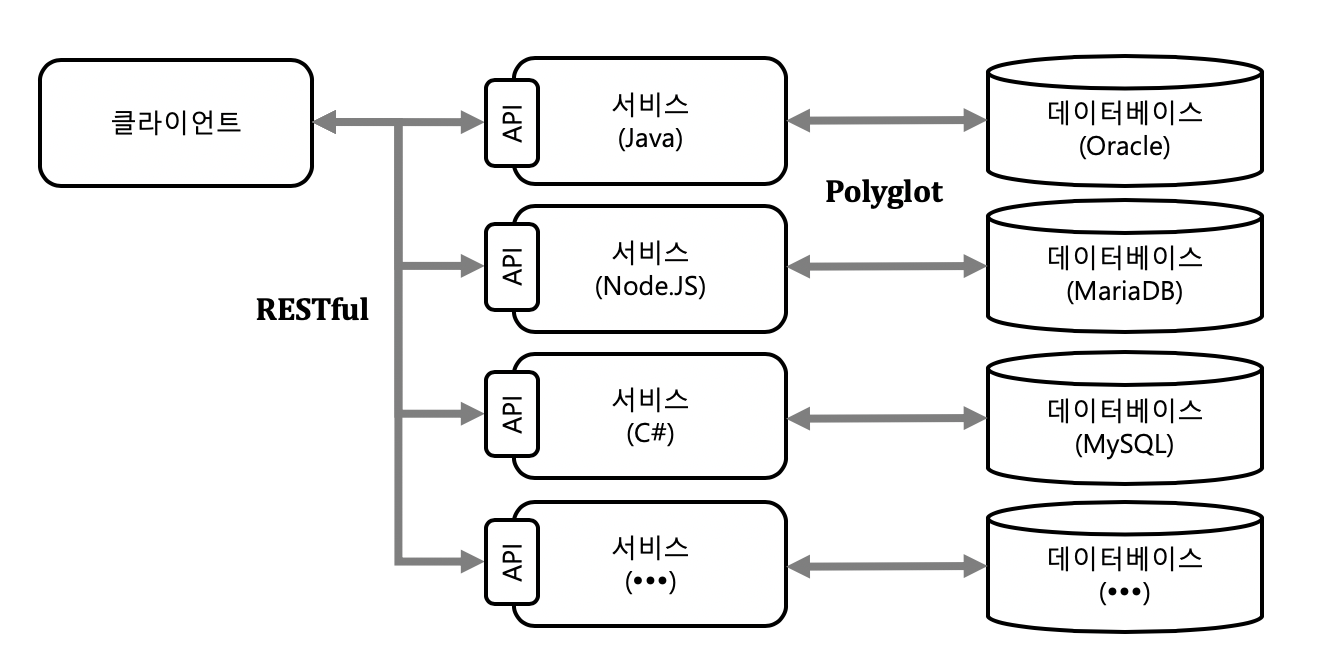 클라이언트
API
서비스
(Java)
데이터베이스
(Oracle)
Polyglot
API
서비스
(Node.JS)
데이터베이스
(MariaDB)
RESTful
API
서비스
(C#)
데이터베이스
(MySQL)
API
서비스
(•••)
데이터베이스
(•••)